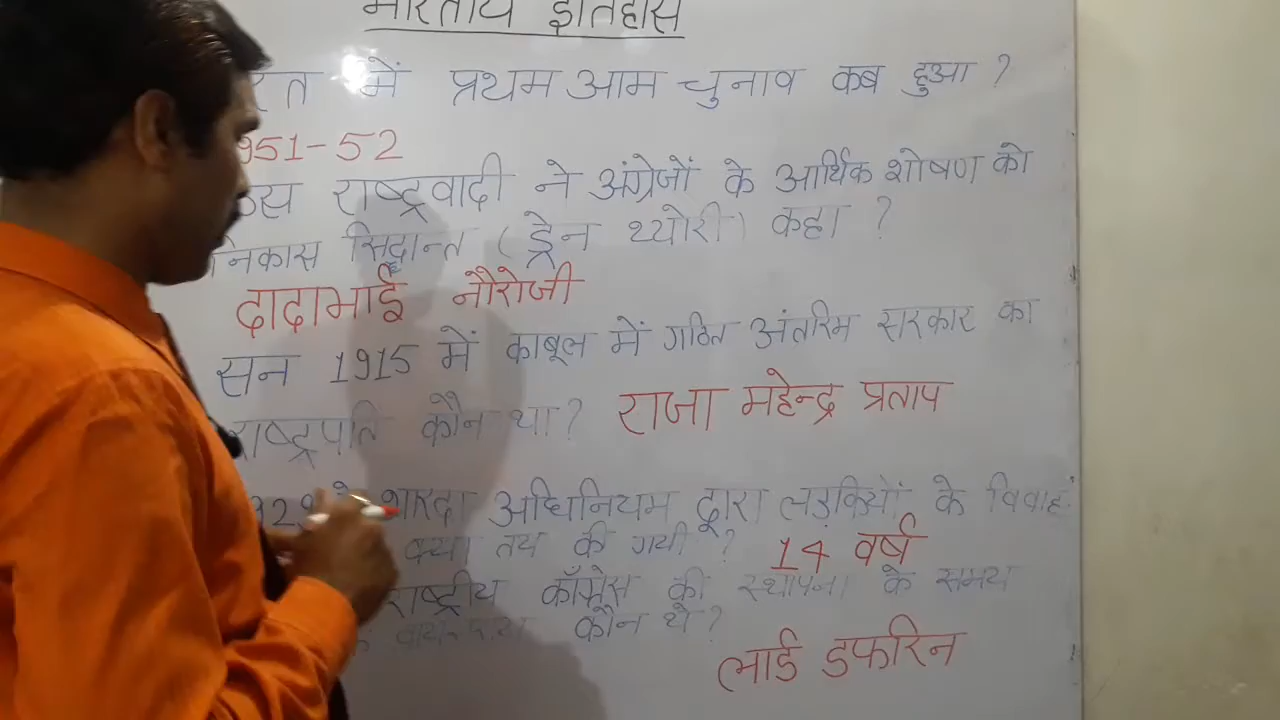 भारतीय इतिहास
में प्रथम आम चुनाव कब हुआ ?
951-52
राष्ट्रवादी ने अंग्रेजों के आर्थिक शोषण को
निकास सिद्धान्त (ड्रेन थ्योरी) कहा ?
दादाभाई नौरोजी
सन 1915 में काबूल में गठित अंतरिम सरकार का
राष्ट्रपति कौन था? राजा महेन्द्र प्रताप
शारदा अधिनियम द्वारा लड़कियों के विवाह
क्या तय की गयी ? 14 वर्ष
राष्ट्रीय काँग्रेस की स्थापना के समय
कौन थे?
लार्ड डफरिन